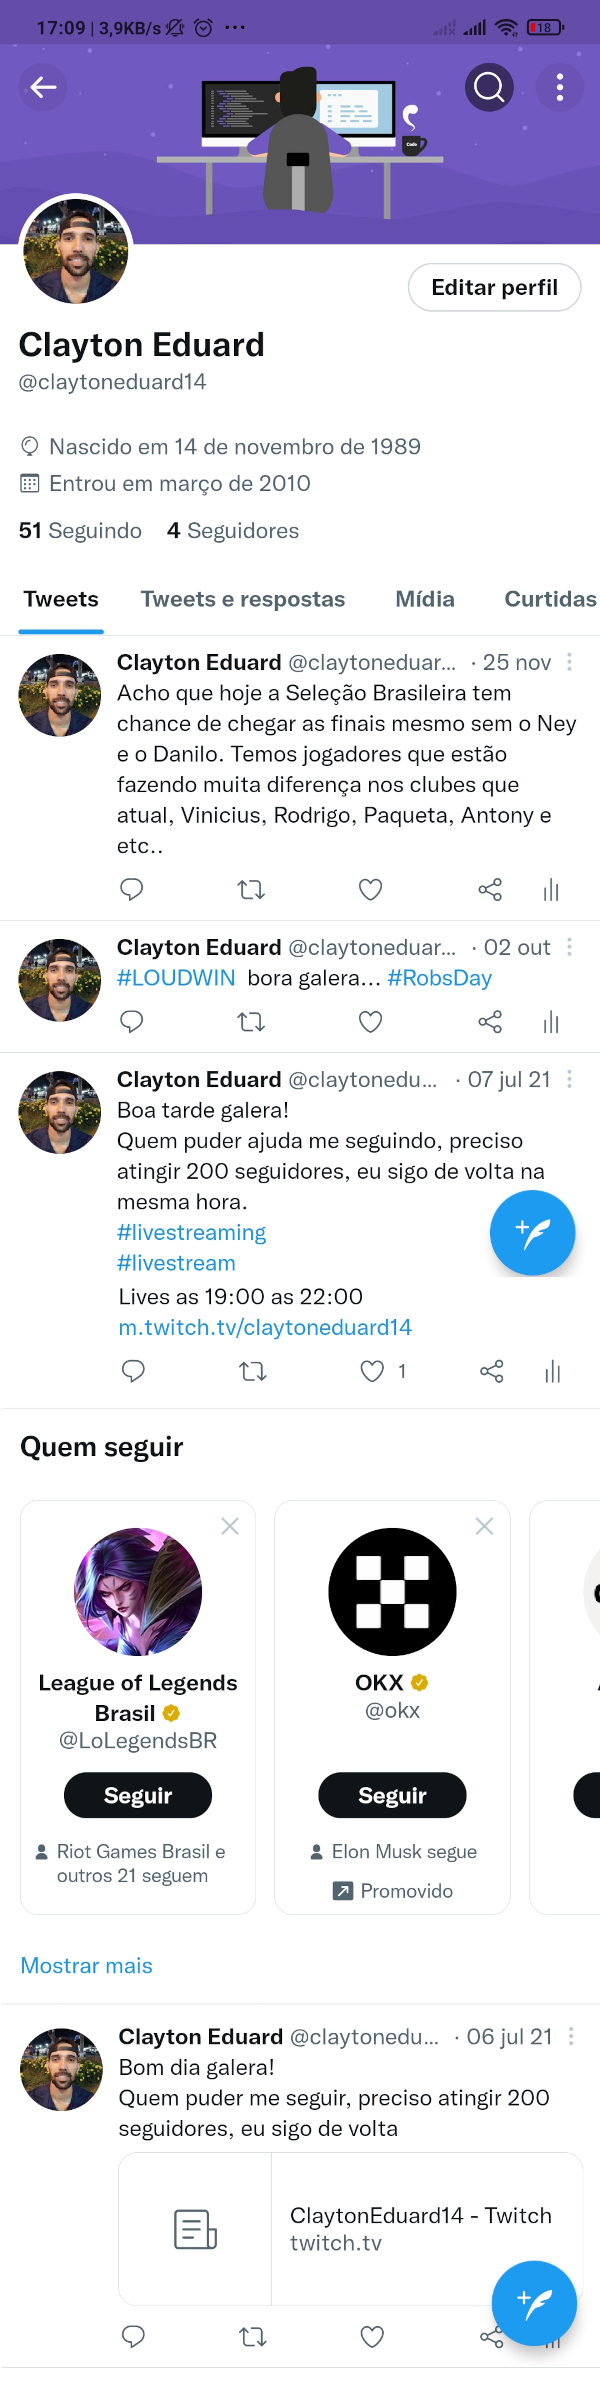 17:09 | 3,9KB/s ... 18
Code
Editar perfil
Clayton Eduard
@claytoneduard14
Nascido em 14 de novembro de 1989
Entrou em março de 2010
51 Seguindo 4 Seguidores
Tweets Tweets e respostas Mídia Curtidas
Clayton Eduard @claytoneduar... · 25 nov
Acho que hoje a Seleção Brasileira tem
chance de chegar as finais mesmo sem o Ney
e o Danilo. Temos jogadores que estão
fazendo muita diferença nos clubes que
atual, Vinicius, Rodrigo, Paqueta, Antony e
etc..
Clayton Eduard @claytoneduar... · 02 out
#LOUDWIN bora galera... #RobsDay
Clayton Eduard @claytonedu... · 07 jul 21
Boa tarde galera!
Quem puder ajuda me seguindo, preciso
atingir 200 seguidores, eu sigo de volta na
mesma hora.
#livestreaming
#livestream
Lives as 19:00 as 22:00
m.twitch.tv/claytoneduard14
1
Quem seguir
League of Legends
Brasil
@LoLegendsBR
Seguir
Riot Games Brasil e
outros 21 seguem
OKX
@okx
Seguir
Elon Musk segue
Promovido
Mostrar mais
Clayton Eduard @claytonedu... · 06 jul 21
Bom dia galera!
Quem puder me seguir, preciso atingir 200
seguidores, eu sigo de volta
ClaytonEduard14 - Twitch
twitch.tv